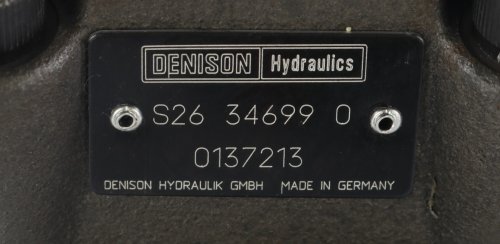 DENISON Hydraulics
S26 34699 0
0137213
DENISON HYDRAULIK GMBH MADE IN GERMANY